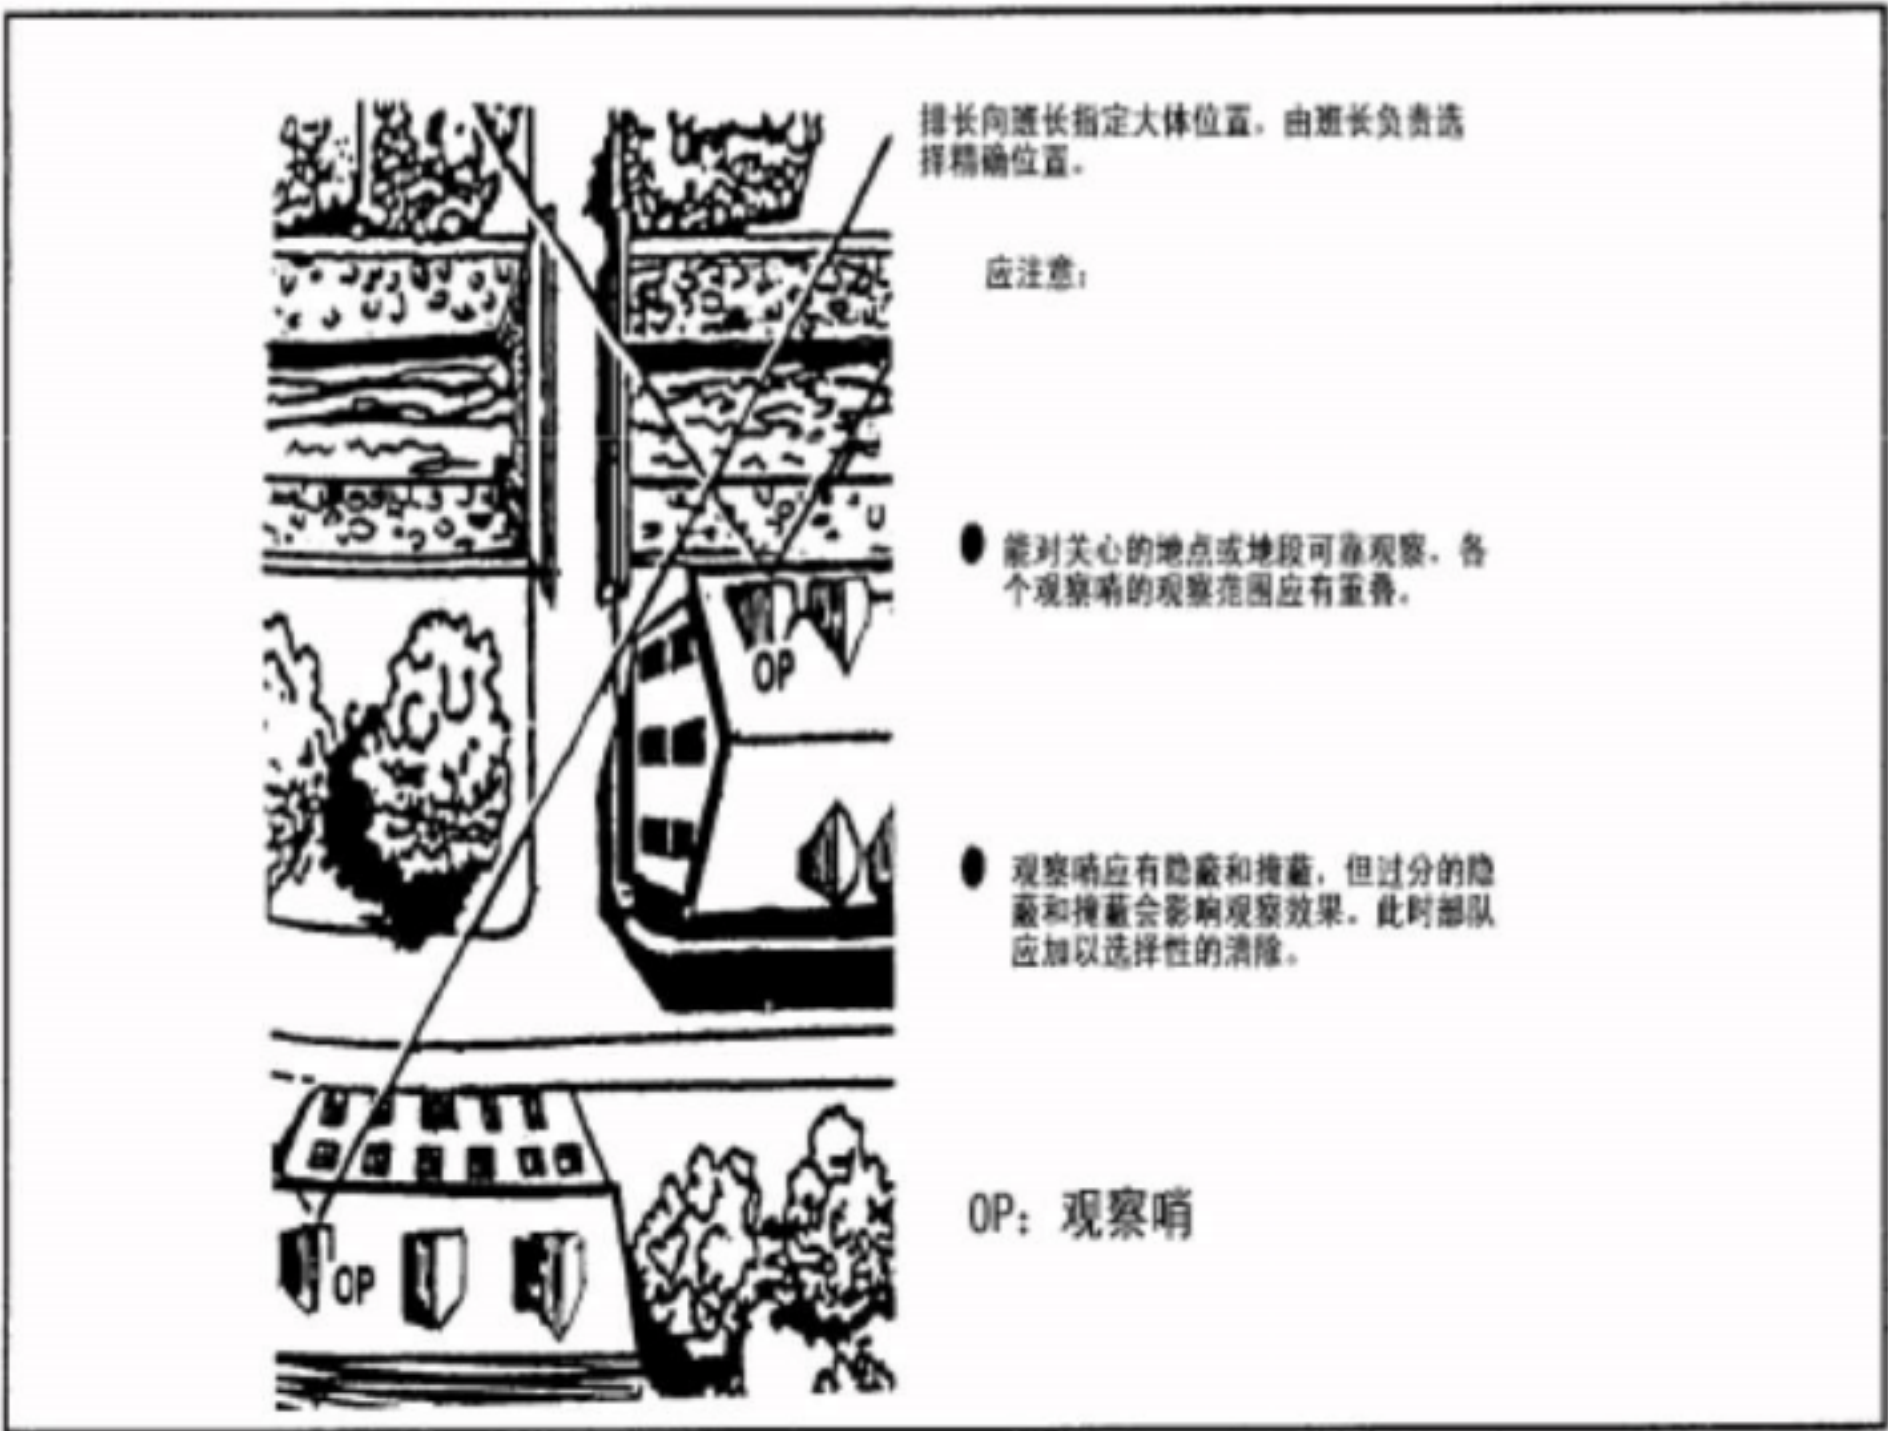 排长向班长指定大体位置，由班长负责选
择精确位置。
应注意：
能对关心的地点或地段可靠观察，各
个观察哨的观察范围应有重叠。
OP
观察哨应有隐蔽和掩蔽，但过分的隐
蔽和掩蔽会影响观察效果，此时部队
应加以选择性的清除。
OP：观察哨
OP